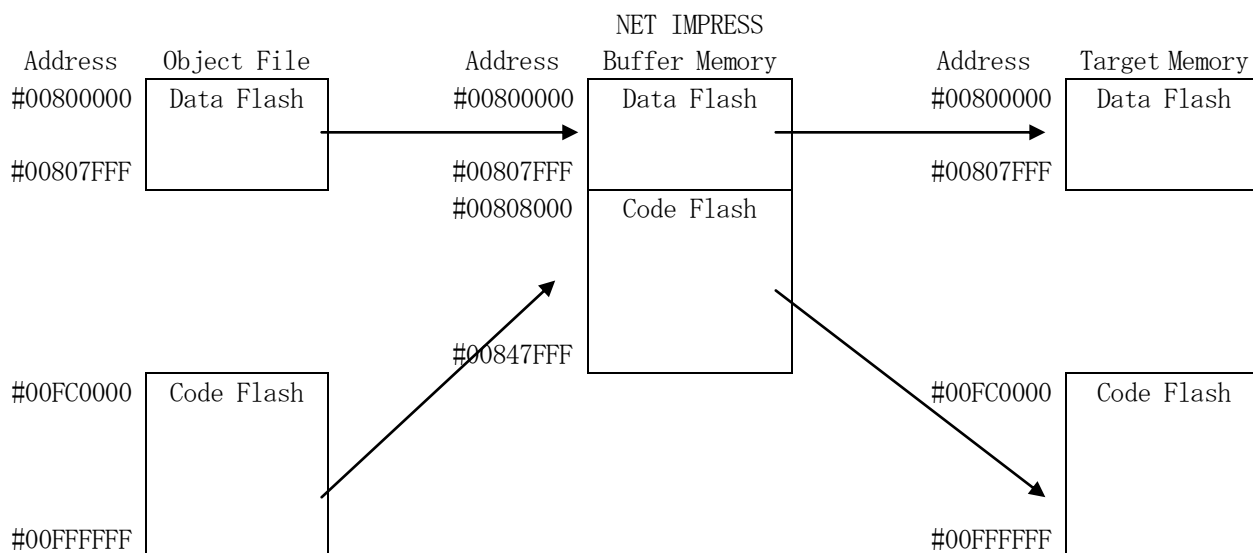 NET IMPRESS
Address Object File Address Buffer Memory Address Target Memory
#00800000 Data Flash #00800000 Data Flash #00800000 Data Flash
#00807FFF #00807FFF #00807FFF
#00808000 Code Flash
#00847FFF
#00FC0000 Code Flash #00FC0000 Code Flash
#00FFFFFF #00FFFFFF